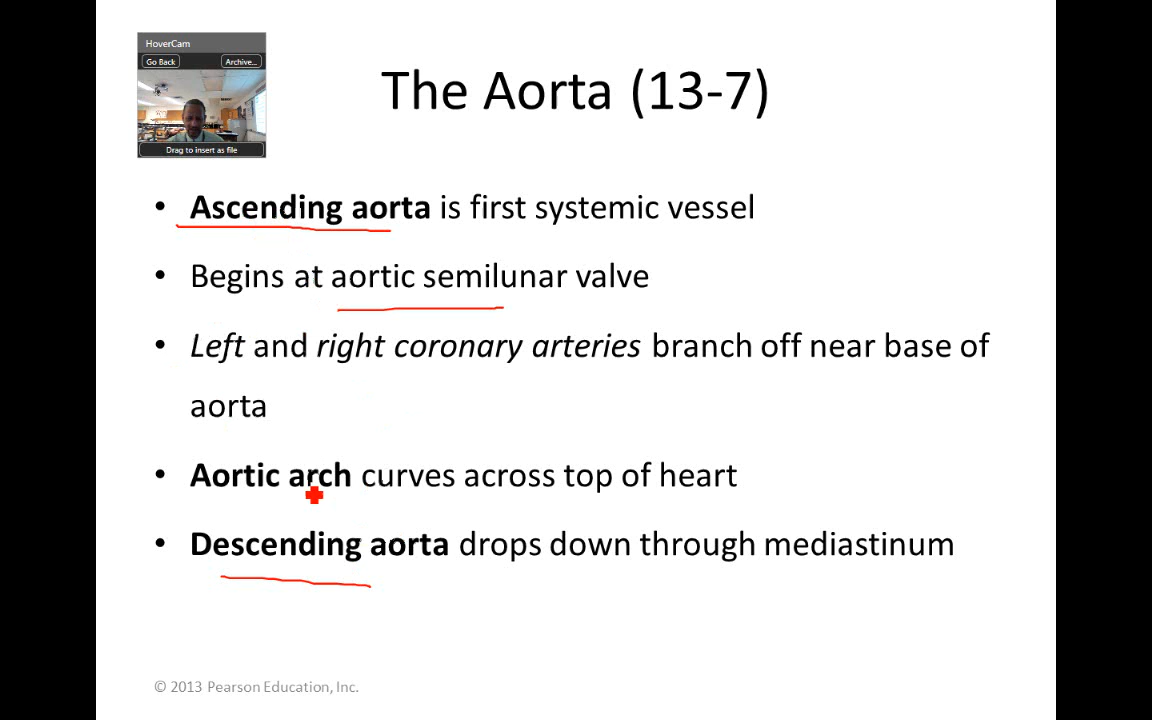 HoverCam
Go Back Archive...
Drag to insert as file
The Aorta (13-7)
• Ascending aorta is first systemic vessel
• Begins at aortic semilunar valve
• Left and right coronary arteries branch off near base of
aorta
• Aortic arch curves across top of heart
• Descending aorta drops down through mediastinum
© 2013 Pearson Education, Inc.